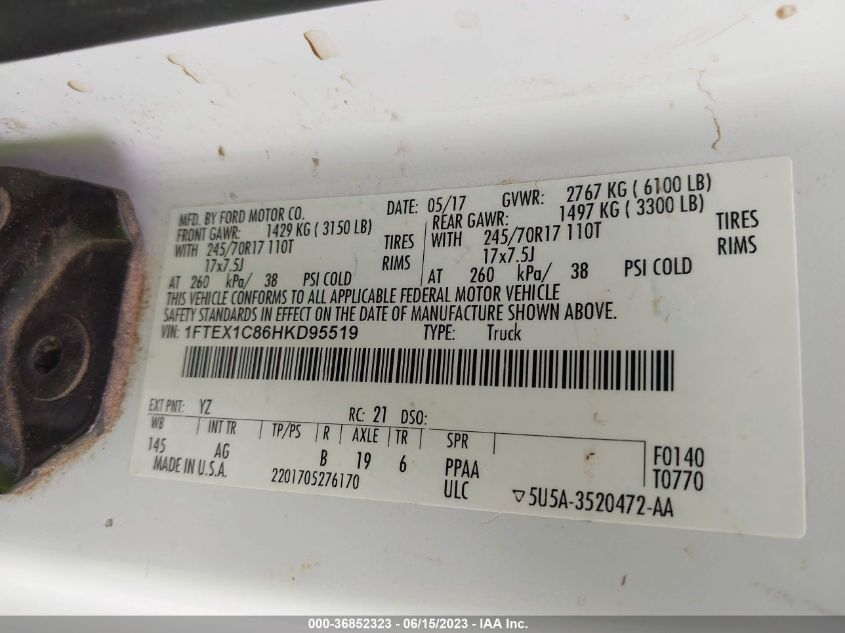 MFD. BY FORD MOTOR CO.
DATE: 05/17 GVWR: 2767 KG ( 6100 LB)
FRONT GAWR: 1429 KG ( 3150 LB) REAR GAWR: 1497 KG ( 3300 LB)
WITH 245/70R17 110T TIRES WITH 245/70R17 110T TIRES
17x7.5J RIMS 17x7.5J RIMS
AT 260 kPa/ 38 PSI COLD AT 260 kPa/ 38 PSI COLD
THIS VEHICLE CONFORMS TO ALL APPLICABLE FEDERAL MOTOR VEHICLE
SAFETY STANDARDS IN EFFECT ON THE DATE OF MANUFACTURE SHOWN ABOVE.
VIN: 1FTEX1C86HKD95519 TYPE: Truck
EXT PNT: YZ RC: 21 DSO:
WB INT TR TP/PS R AXLE TR SPR
145 AG B 19 6 PPAA F0140
MADE IN U.S.A. 2201705276170 ULC T0770
▽5U5A-3520472-AA
000-36852323 - 06/15/2023 - IAA Inc.